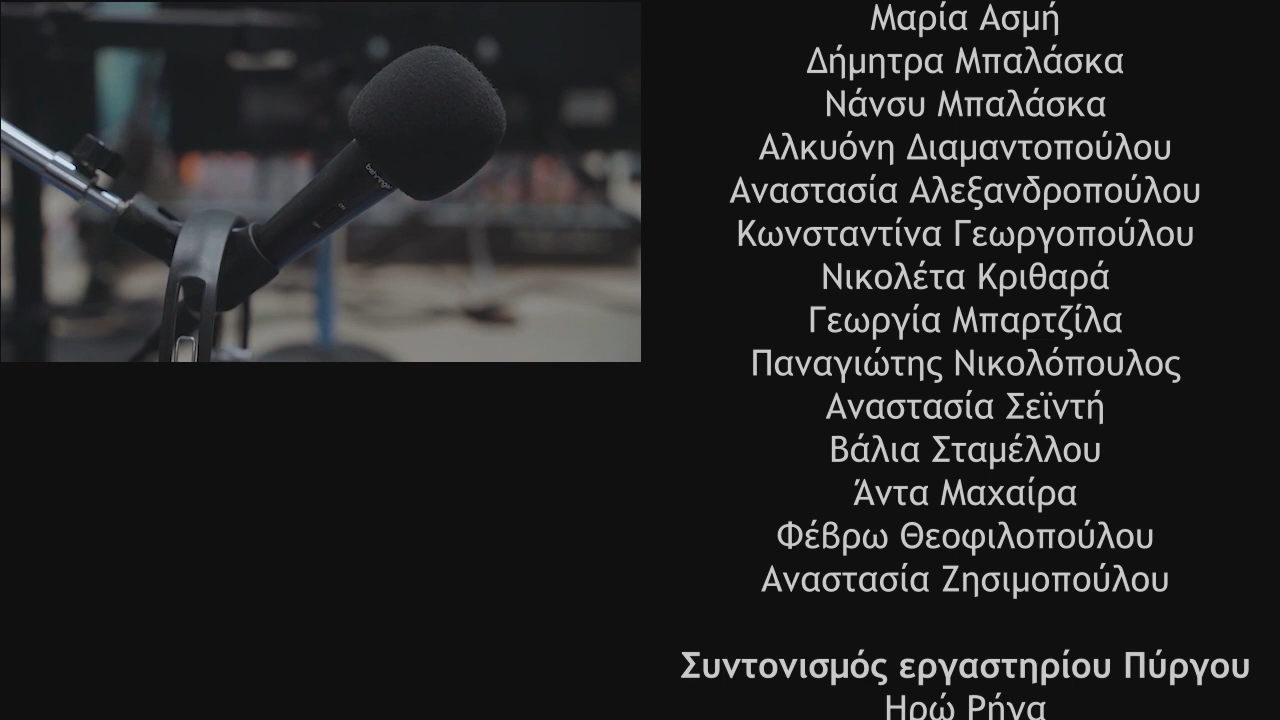 Μαρία Ασμή
Δήμητρα Μπαλάσκα
Νάνσυ Μπαλάσκα
Αλκυόνη Διαμαντοπούλου
Αναστασία Αλεξανδροπούλου
Κωνσταντίνα Γεωργοπούλου
Νικολέτα Κριθαρά
Γεωργία Μπαρτζίλα
Παναγιώτης Νικολόπουλος
Αναστασία Σεϊντή
Βάλια Σταμέλλου
Άντα Μαχαίρα
Φέβρω Θεοφιλοπούλου
Αναστασία Ζησιμοπούλου
Συντονισμός εργαστηρίου Πύργου
Ηρώ Ρήγα